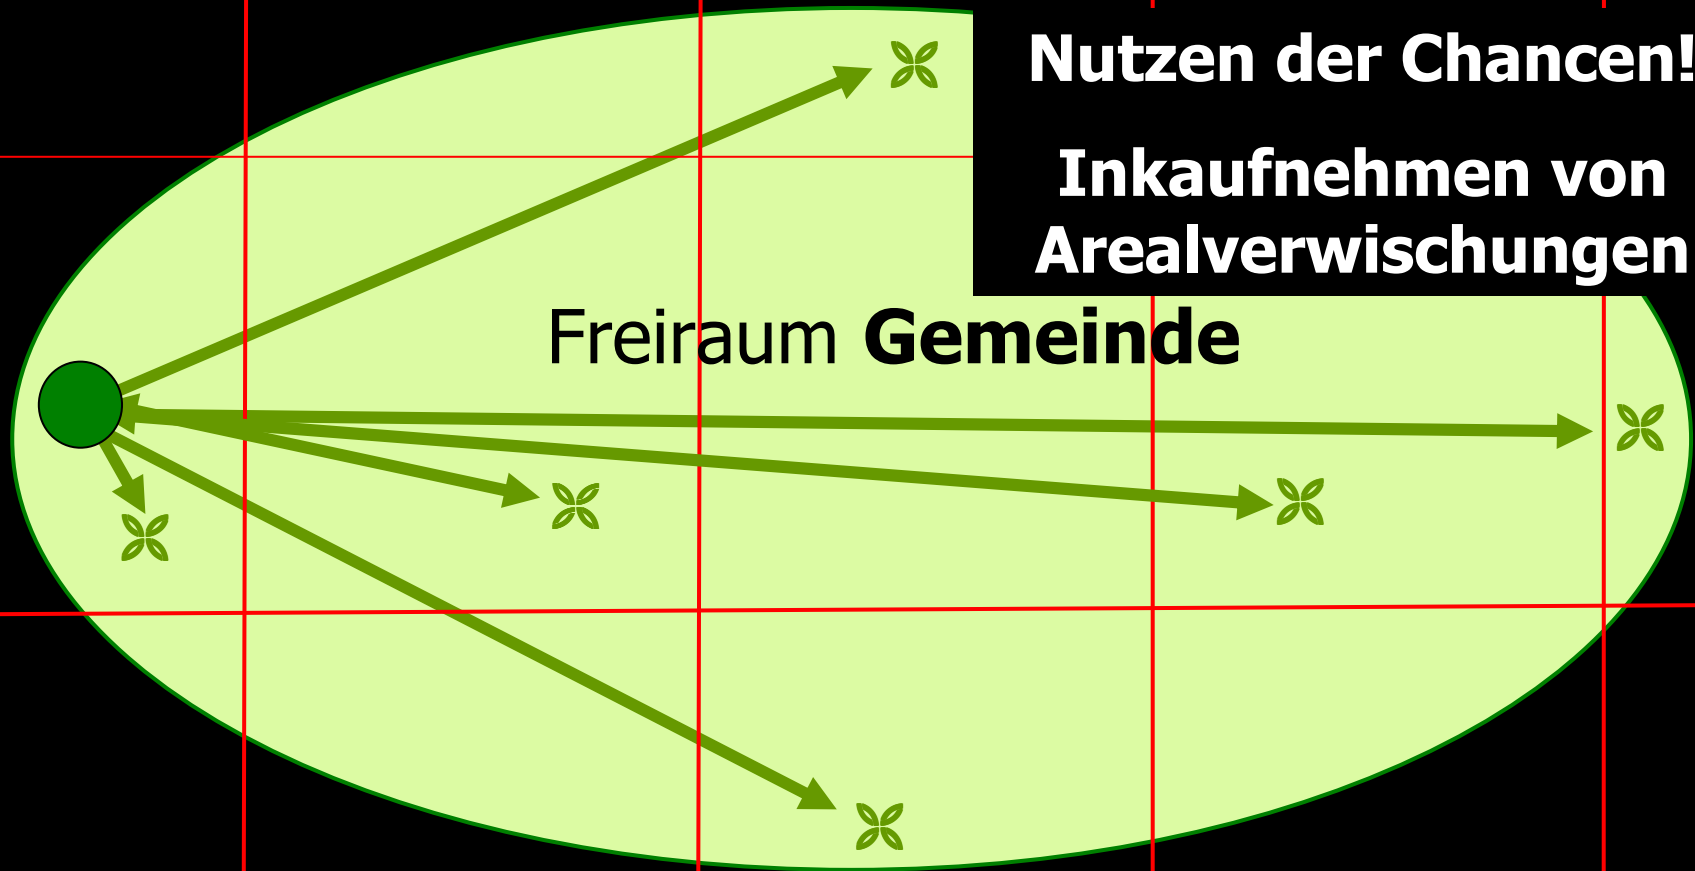 Nutzen der Chancen!
Inkaufnehmen von
Arealverwischungen
Freiraum Gemeinde